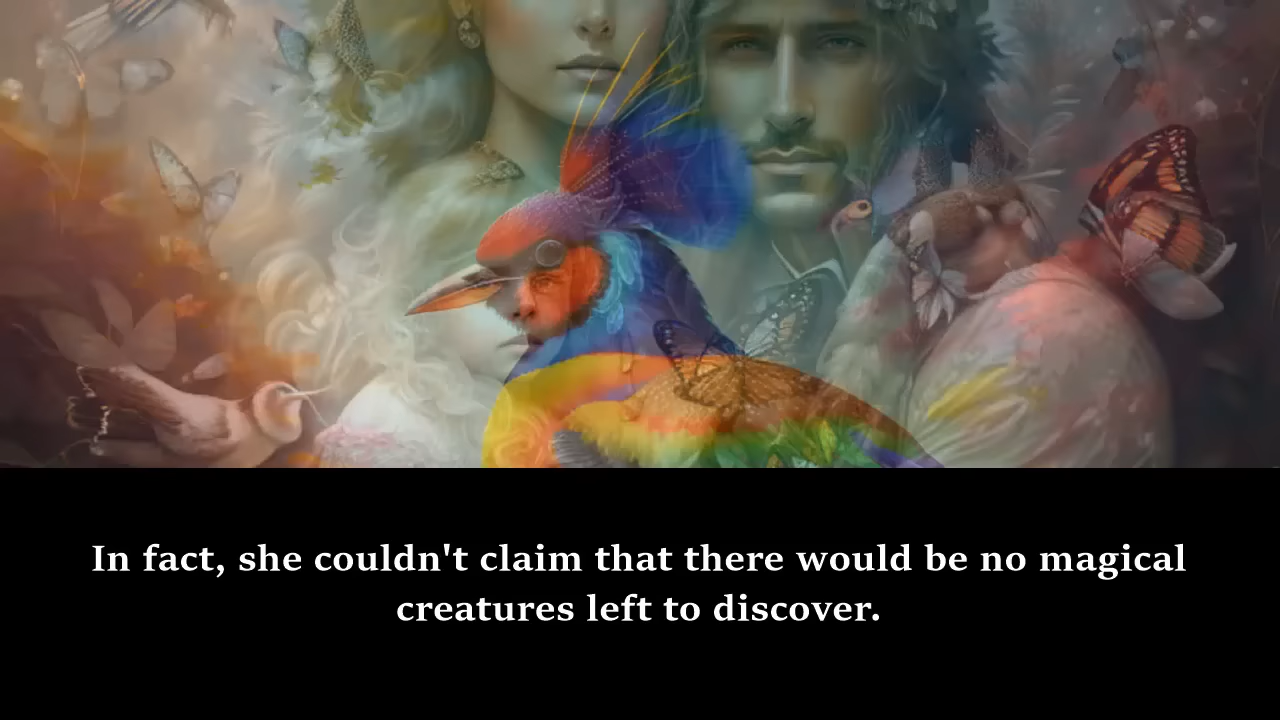 In fact, she couldn't claim that there would be no magical
creatures left to discover.